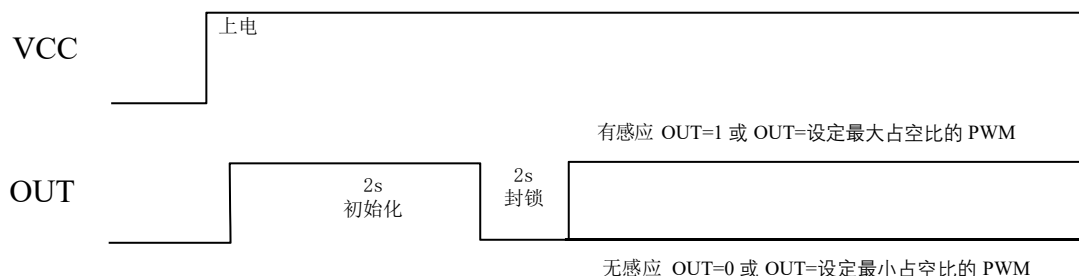 上电
VCC
有感应 OUT=1 或 OUT=设定最大占空比的 PWM
2s
初始化
2s
封锁
OUT
无感应 OUT=0 或 OUT=设定最小占空比的 PWM